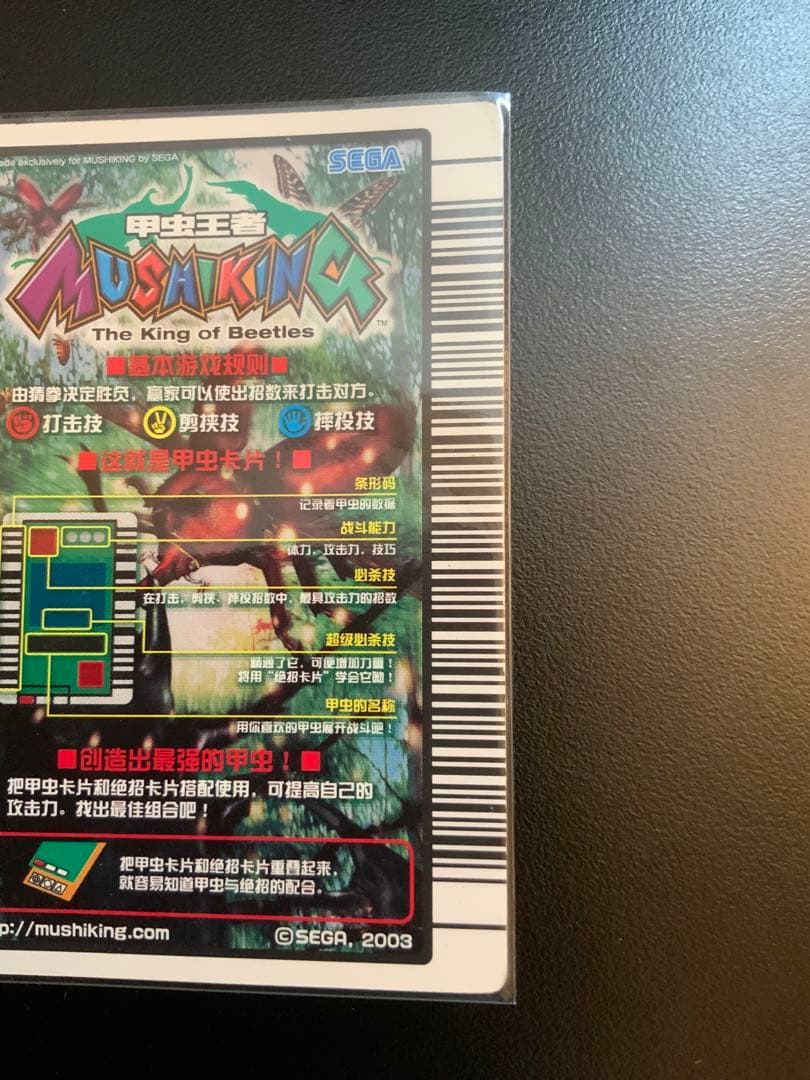 ade exclusively for MUSHIKING by SEGA
SEGA
甲虫王者
MUSHIKING
TM
The King of Beetles
■基本游戏规则■
由猜拳决定胜负，赢家可以使出招数来打击对方。
打击技 剪挟技 摔投技
■这就是甲虫卡片！■
条形码
记录着甲虫的数据
战斗能力
体力、攻击力、技巧
必杀技
在打击、剪挟、摔投招数中，最具攻击力的招数
超级必杀技
精通了它，可便增加力量！
将用“绝招卡片”学会它呦！
甲虫的名称
用你喜欢的甲虫展开战斗吧！
■创造出最强的甲虫！■
把甲虫卡片和绝招卡片搭配使用，可提高自己的
攻击力。找出最佳组合吧！
把甲虫卡片和绝招卡片重叠起来，
就容易知道甲虫与绝招的配合。
p://mushiking.com
©SEGA, 2003